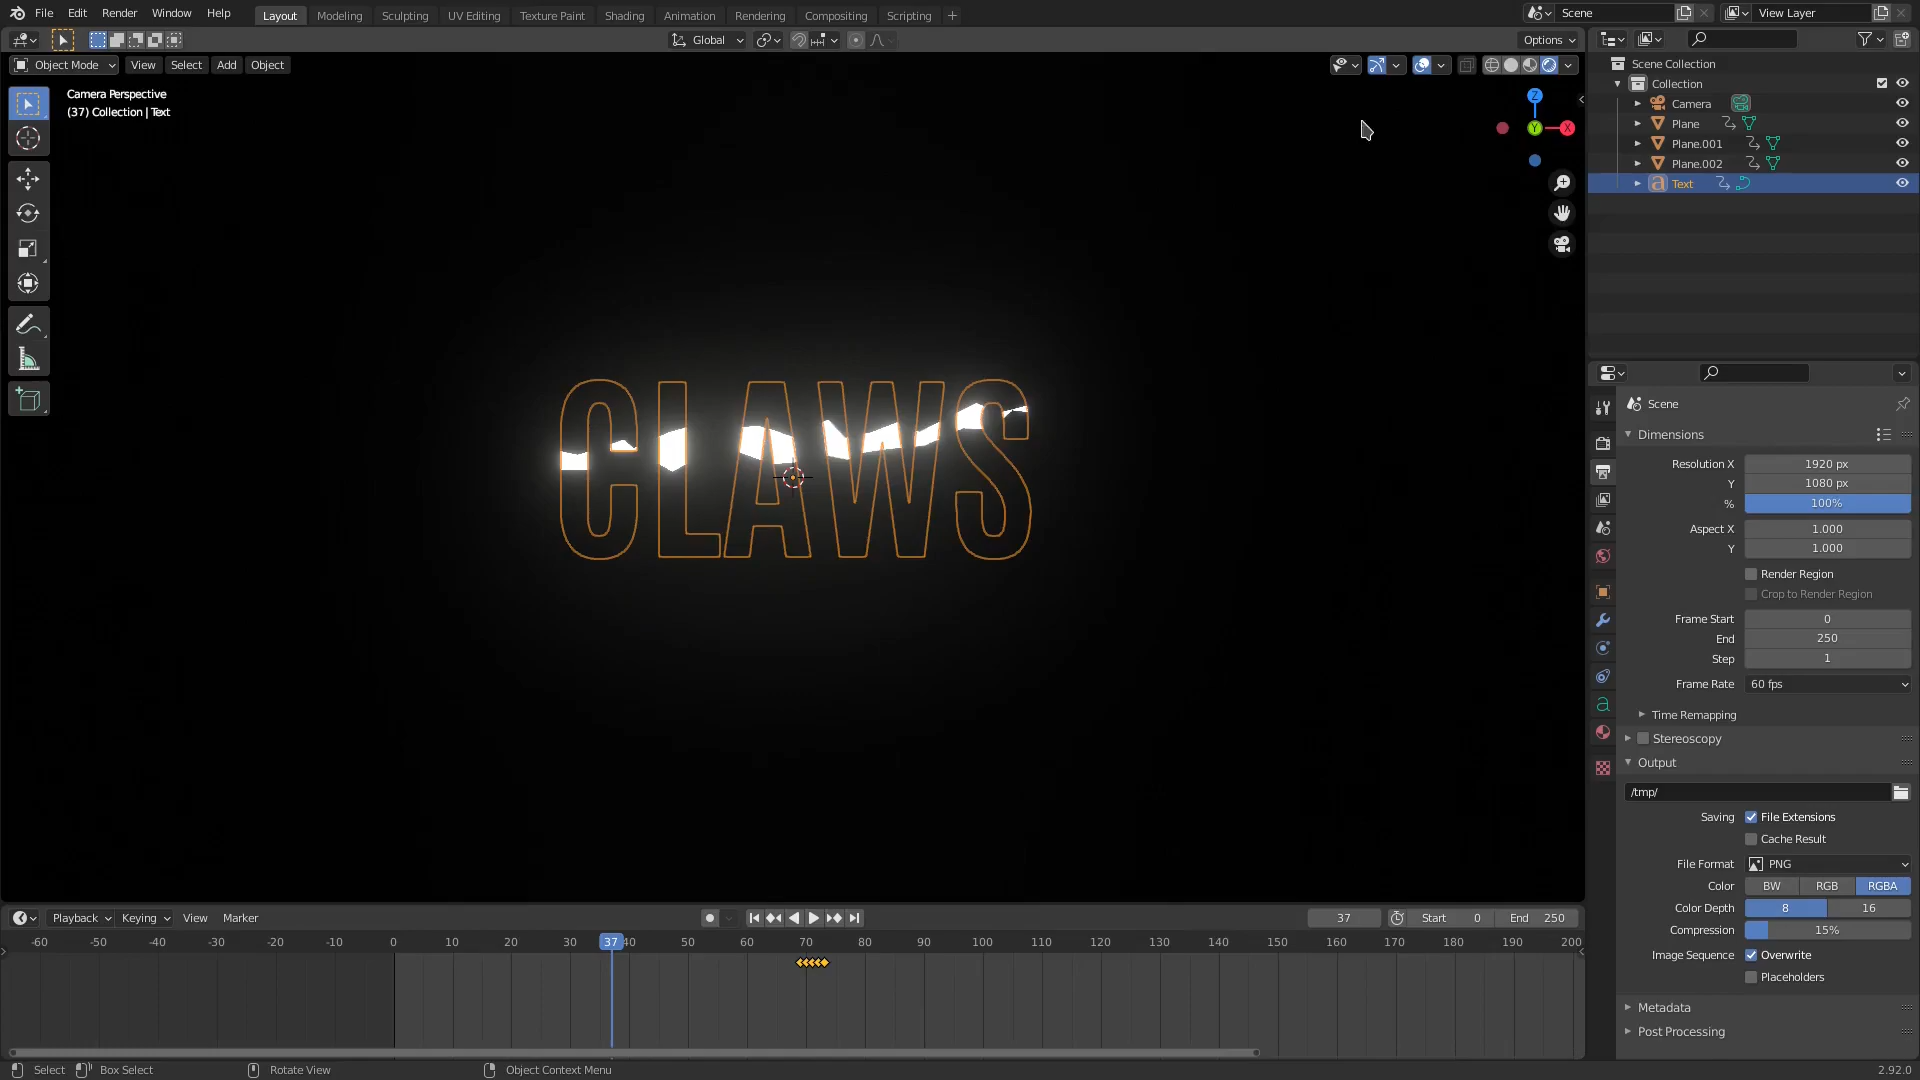 File Edit Render Window Help
Layout Modeling Sculpting UV Editing Texture Paint Shading Animation Rendering Compositing Scripting +
Scene
View Layer
Global
Options
Object Mode View Select Add Object
Camera Perspective
(37) Collection | Text
Z
Y
X
CLAWS
Scene Collection
Collection
Camera
Plane
Plane.001
Plane.002
Text
Scene
Dimensions
Resolution X 1920 px
Y 1080 px
% 100%
Aspect X 1.000
Y 1.000
Render Region
Crop to Render Region
Frame Start 0
End 250
Step 1
Frame Rate 60 fps
Time Remapping
Stereoscopy
Output
/tmp/
Saving File Extensions
Cache Result
File Format PNG
Color BW RGB RGBA
Color Depth 8 16
Compression 15%
Image Sequence Overwrite
Placeholders
Metadata
Post Processing
Playback Keying View Marker
37 Start 0 End 250
-60 -50 -40 -30 -20 -10 0 10 20 30 37 40 50 60 70 80 90 100 110 120 130 140 150 160 170 180 190 200
Select Box Select Rotate View Object Context Menu 2.92.0